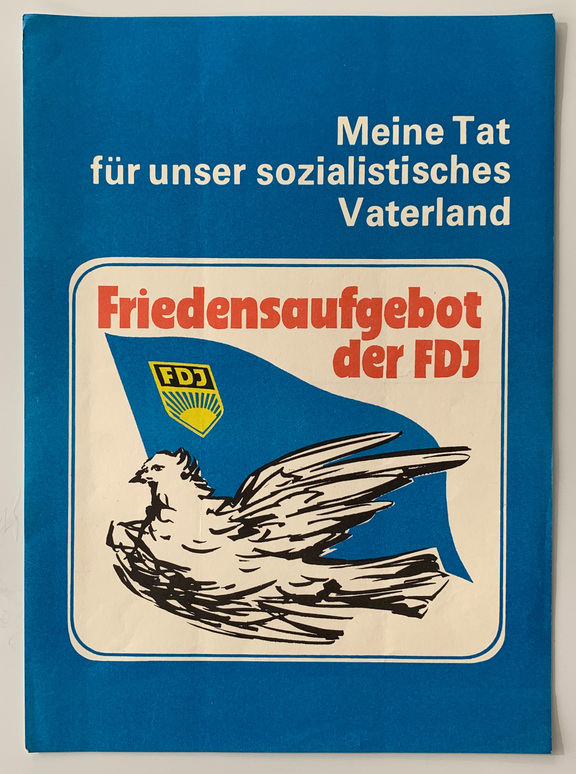 Meine Tat
für unser sozialistisches
Vaterland
Friedensaufgebot
der FDJ
FDJ